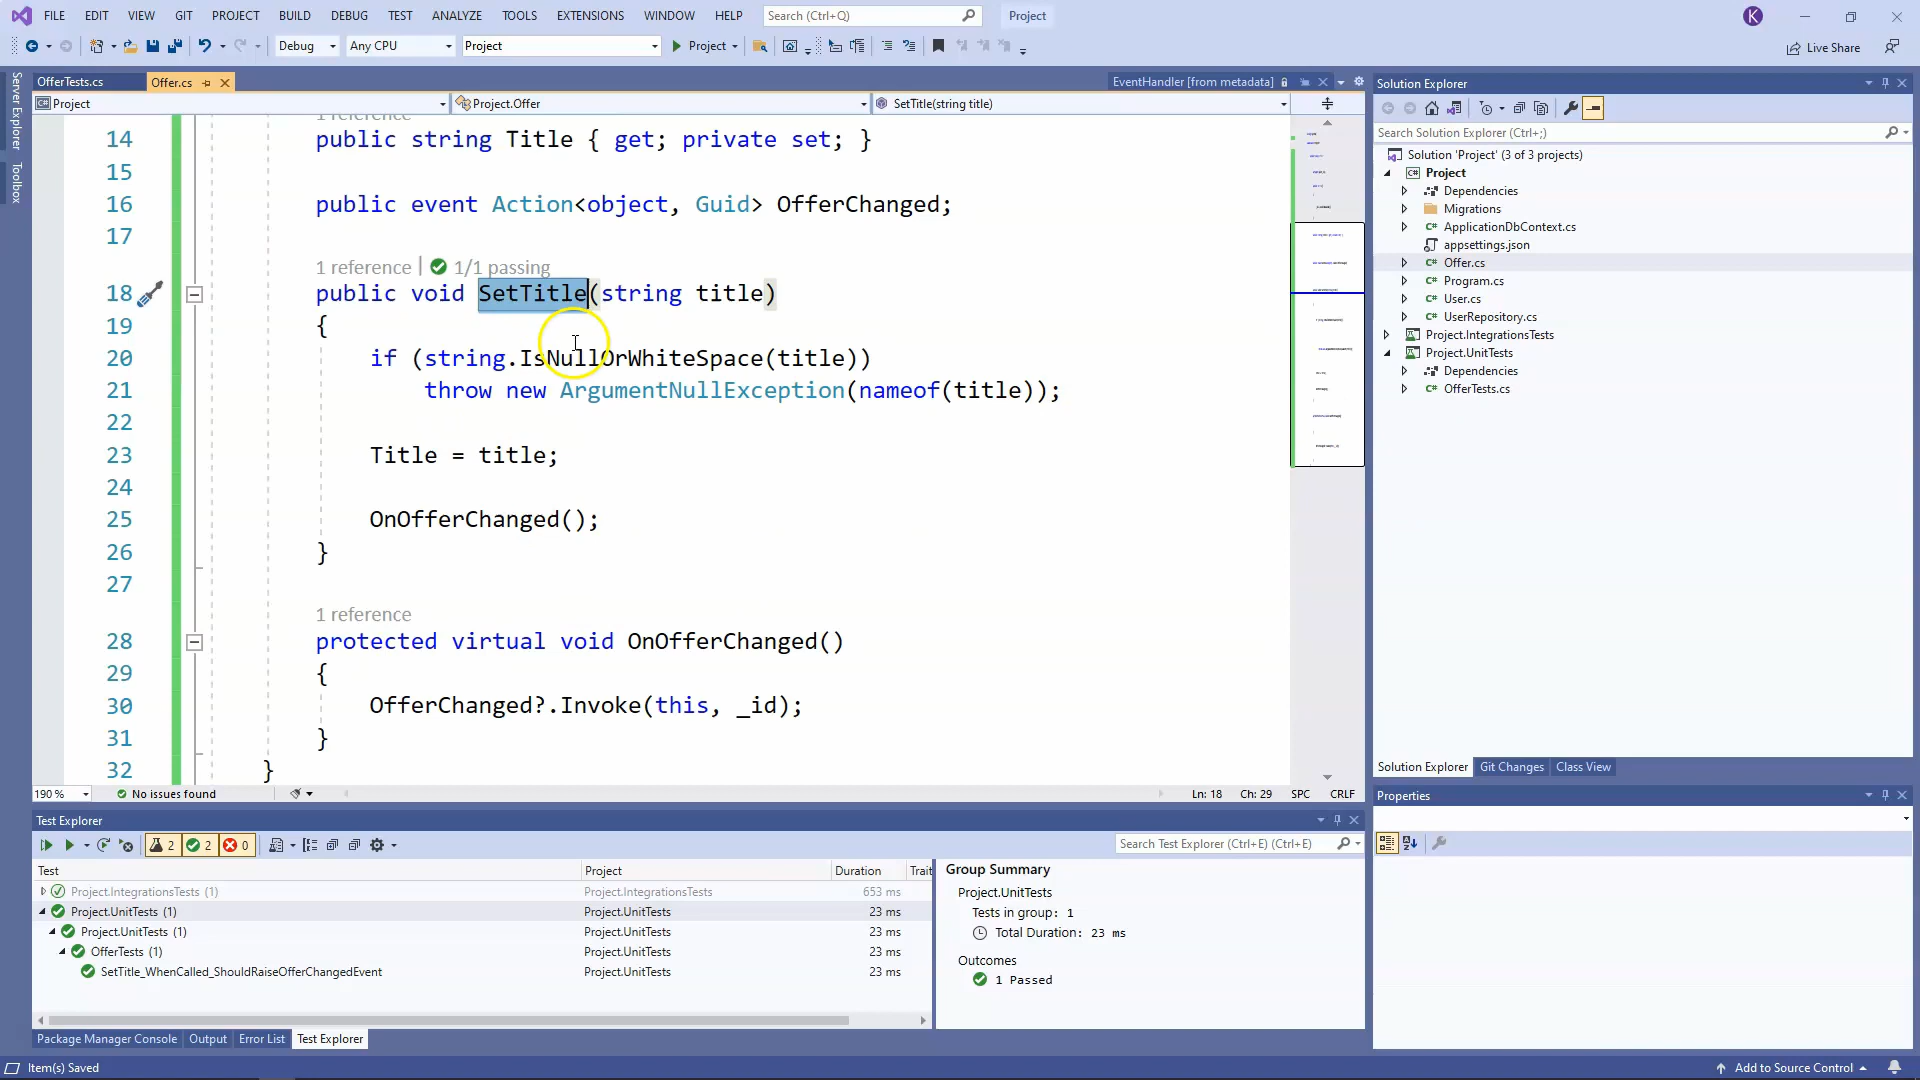 FILE EDIT VIEW GIT PROJECT BUILD DEBUG TEST ANALYZE TOOLS EXTENSIONS WINDOW HELP Search (Ctrl+Q) Project K
Debug Any CPU Project Project Live Share
Server Explorer
Toolbox
OfferTests.cs Offer.cs EventHandler [from metadata]
Project Project.Offer SetTitle(string title)
1 reference
14 public string Title { get; private set; }
15
16 public event Action<object, Guid> OfferChanged;
17
1 reference | 1/1 passing
18 public void SetTitle(string title)
19 {
20 if (string.IsNullOrWhiteSpace(title))
21 throw new ArgumentNullException(nameof(title));
22
23 Title = title;
24
25 OnOfferChanged();
26 }
27
1 reference
28 protected virtual void OnOfferChanged()
29 {
30 OfferChanged?.Invoke(this, _id);
31 }
32 }
190 % No issues found Ln: 18 Ch: 29 SPC CRLF
Solution Explorer
Search Solution Explorer (Ctrl+;)
Solution 'Project' (3 of 3 projects)
Project
Dependencies
Migrations
ApplicationDbContext.cs
appsettings.json
Offer.cs
Program.cs
User.cs
UserRepository.cs
Project.IntegrationsTests
Project.UnitTests
Dependencies
OfferTests.cs
Solution Explorer Git Changes Class View
Properties
Test Explorer
2 2 0 Search Test Explorer (Ctrl+E) (Ctrl+E)
Test Project Duration Trait
Project.IntegrationsTests (1) Project.IntegrationsTests 653 ms
Project.UnitTests (1) Project.UnitTests 23 ms
Project.UnitTests (1) Project.UnitTests 23 ms
OfferTests (1) Project.UnitTests 23 ms
SetTitle_WhenCalled_ShouldRaiseOfferChangedEvent Project.UnitTests 23 ms
Group Summary
Project.UnitTests
Tests in group: 1
Total Duration: 23 ms
Outcomes
1 Passed
Package Manager Console Output Error List Test Explorer
Item(s) Saved Add to Source Control